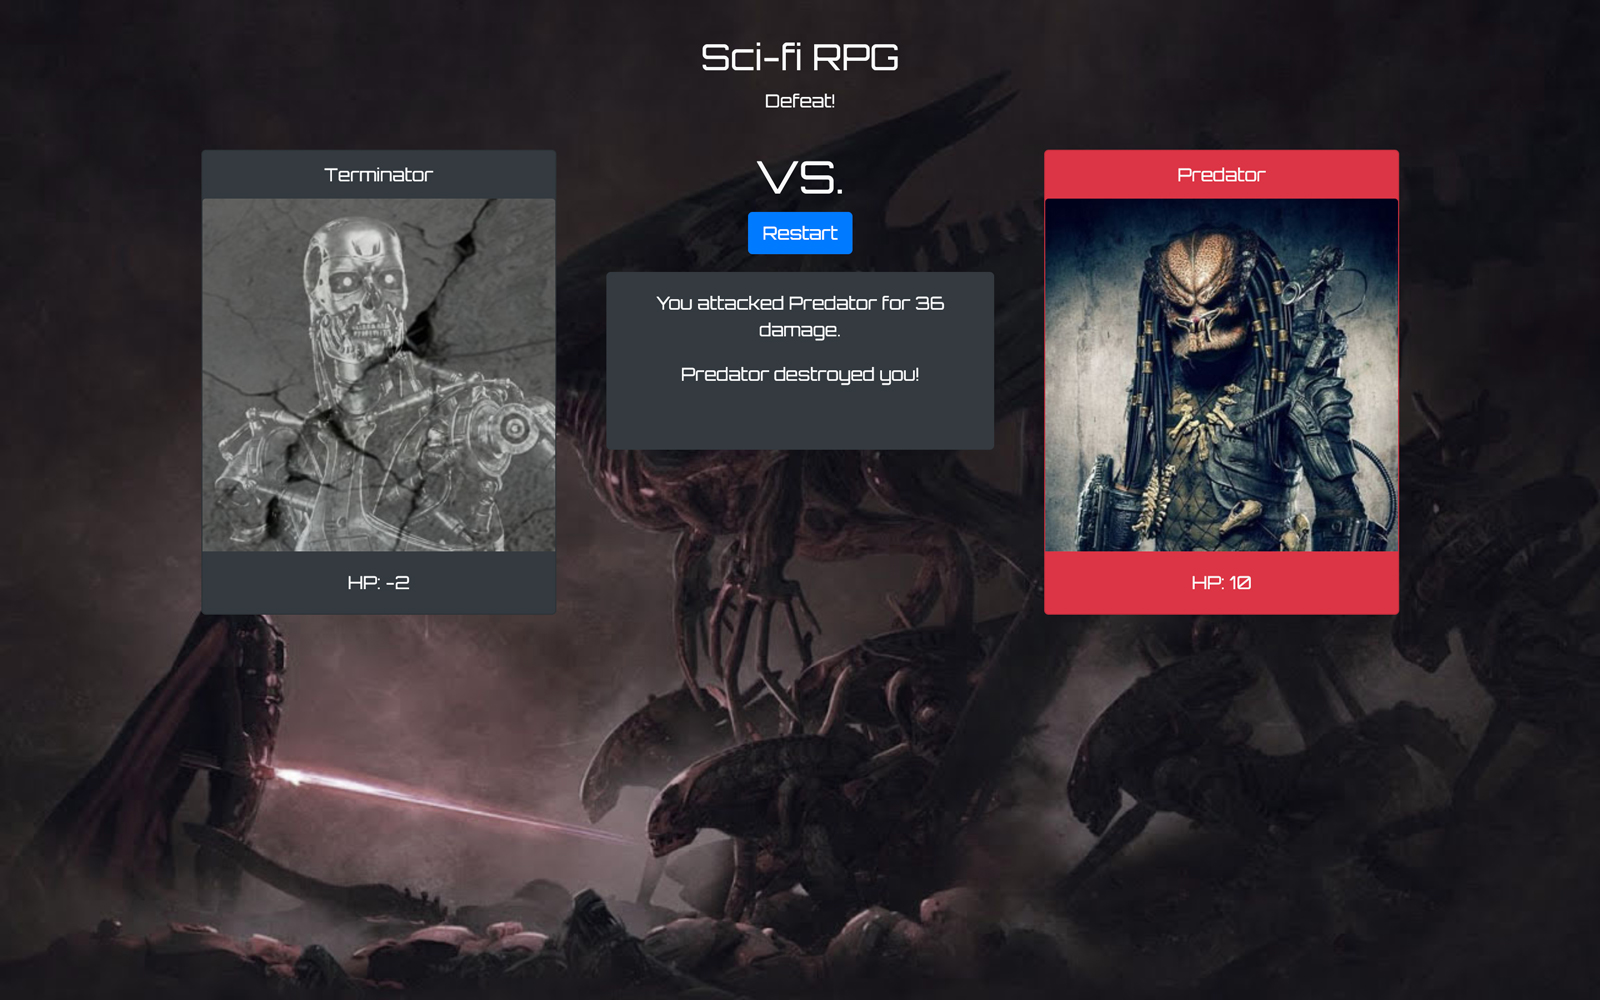 Sci-fi RPG
Defeat!
Terminator
VS.
Predator
Restart
You attacked Predator for 36
damage.
Predator destroyed you!
HP: -2
HP: 10